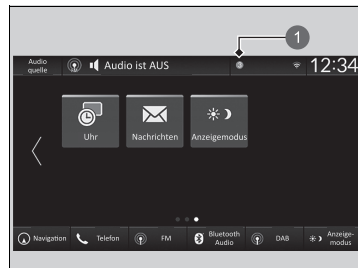 1
Audio
quelle
Audio ist AUS
12:34
Uhr
Nachrichten
Anzeigemodus
Navigation
Telefon
FM
Bluetooth
Audio
DAB
Anzeige-
modus